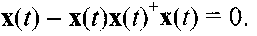 x(t) − x(t)x(t)⁺x(t) = 0.